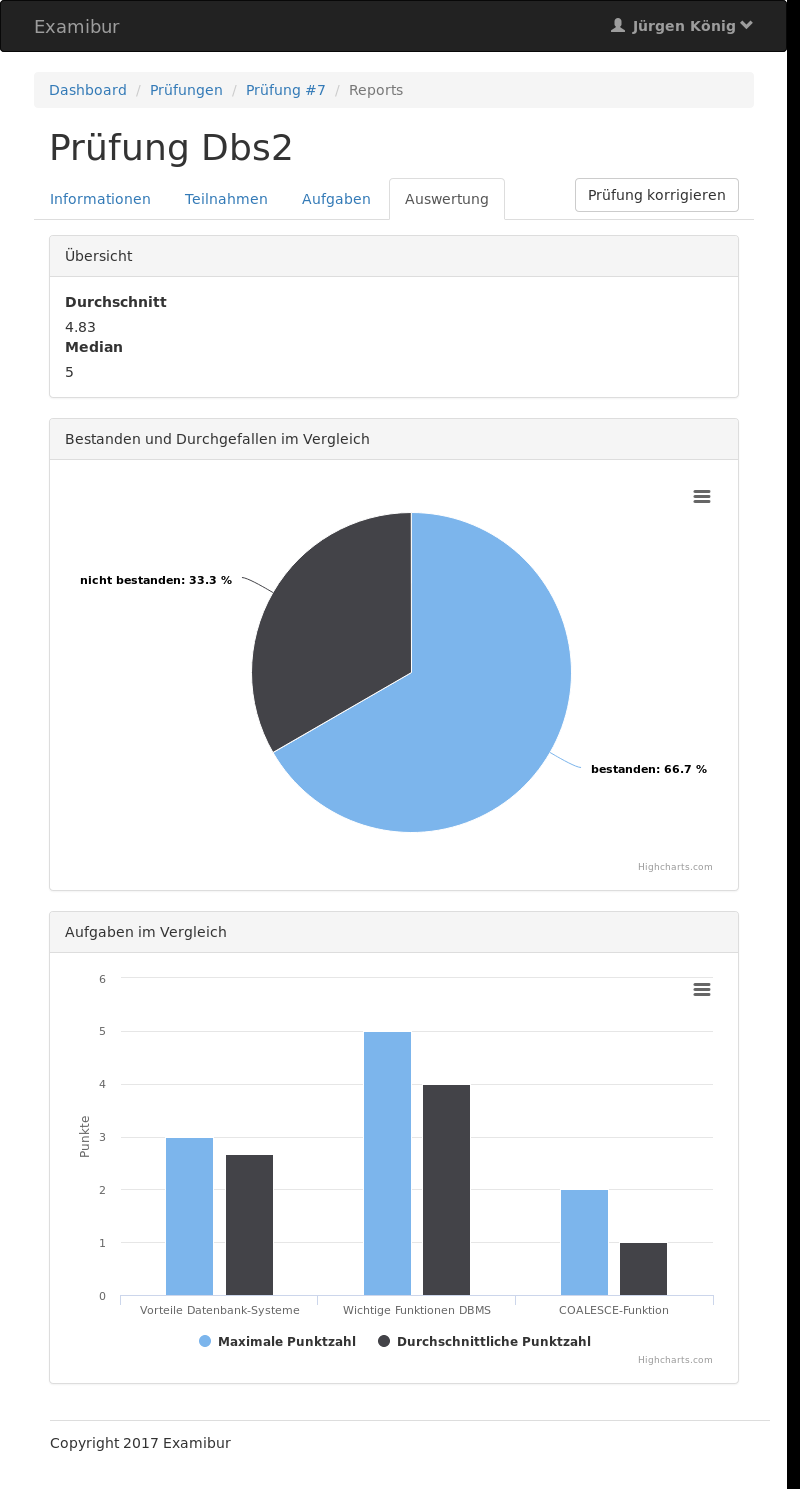 Examibur
Jürgen König
Dashboard / Prüfungen / Prüfung #7 / Reports
Prüfung Dbs2
Informationen Teilnahmen Aufgaben Auswertung Prüfung korrigieren
Übersicht
Durchschnitt
4.83
Median
5
Bestanden und Durchgefallen im Vergleich
nicht bestanden: 33.3 %
bestanden: 66.7 %
Highcharts.com
Aufgaben im Vergleich
6
5
4
3
2
1
0
Punkte
Vorteile Datenbank-Systeme Wichtige Funktionen DBMS COALESCE-Funktion
Maximale Punktzahl Durchschnittliche Punktzahl
Highcharts.com
Copyright 2017 Examibur